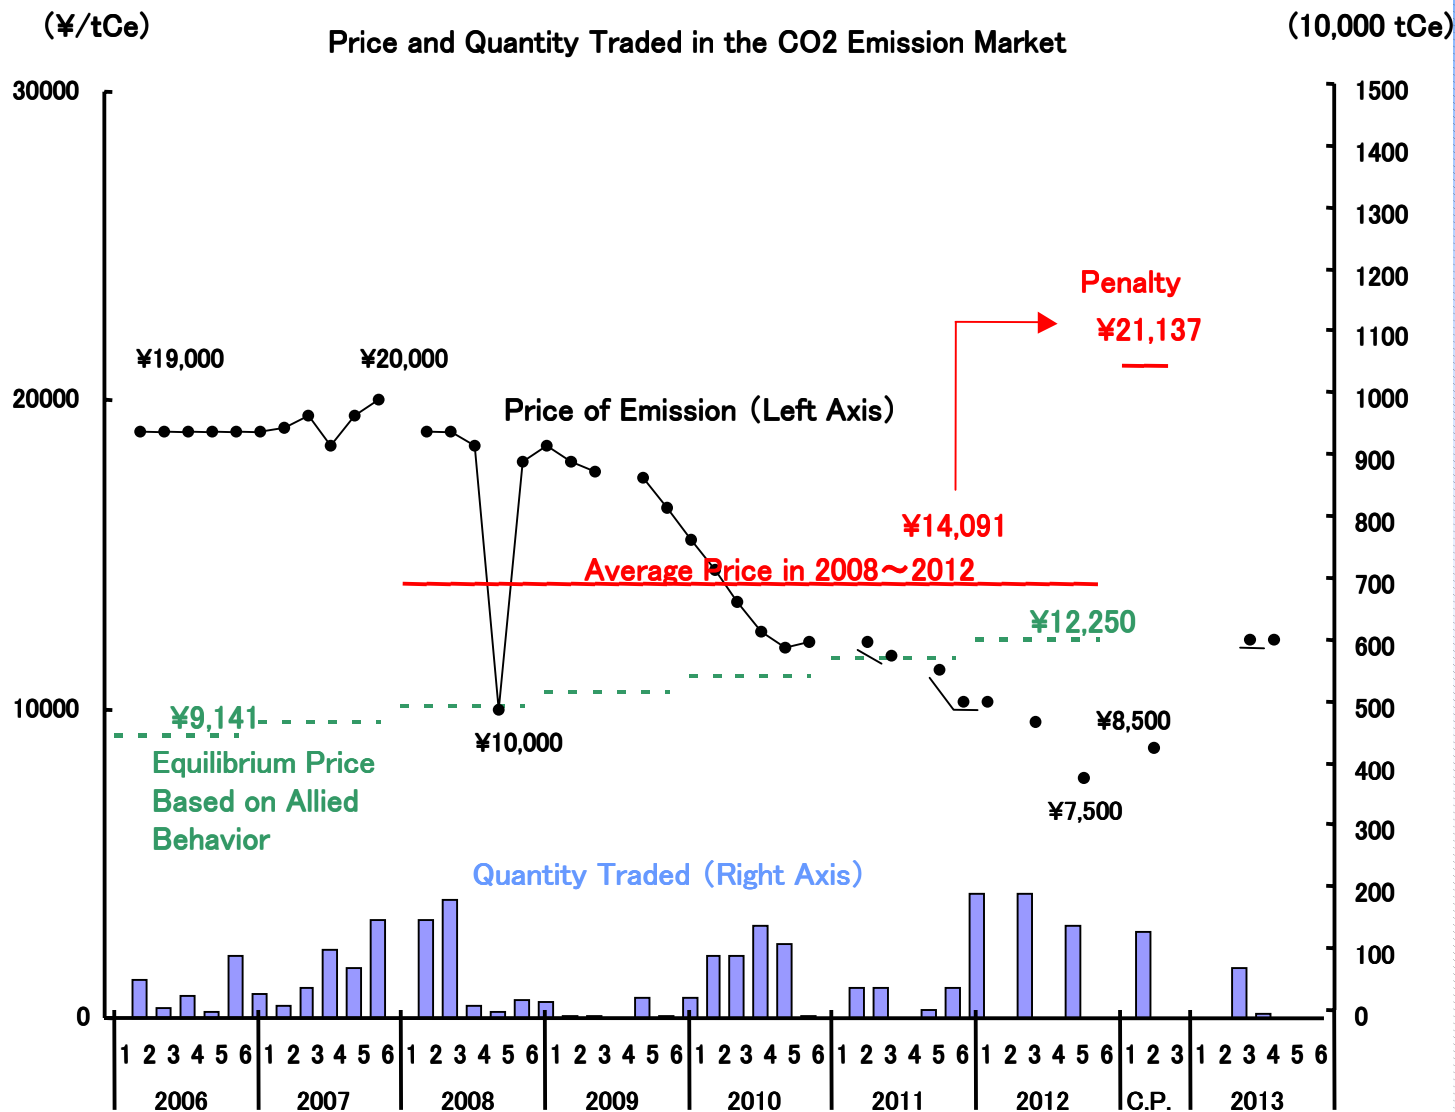 (¥/tCe)
Price and Quantity Traded in the CO2 Emission Market
(10,000 tCe)
30000
20000
10000
0
1500
1400
1300
1200
1100
1000
900
800
700
600
500
400
300
200
100
0
Penalty
¥21,137
¥19,000
¥20,000
Price of Emission (Left Axis)
¥14,091
Average Price in 2008～2012
¥12,250
¥9,141
¥10,000
¥8,500
¥7,500
Equilibrium Price
Based on Allied
Behavior
Quantity Traded (Right Axis)
1 2 3 4 5 6 1 2 3 4 5 6 1 2 3 4 5 6 1 2 3 4 5 6 1 2 3 4 5 6 1 2 3 4 5 6 1 2 3 4 5 6 1 2 3 1 2 3 4 5 6
2006 2007 2008 2009 2010 2011 2012 C.P. 2013